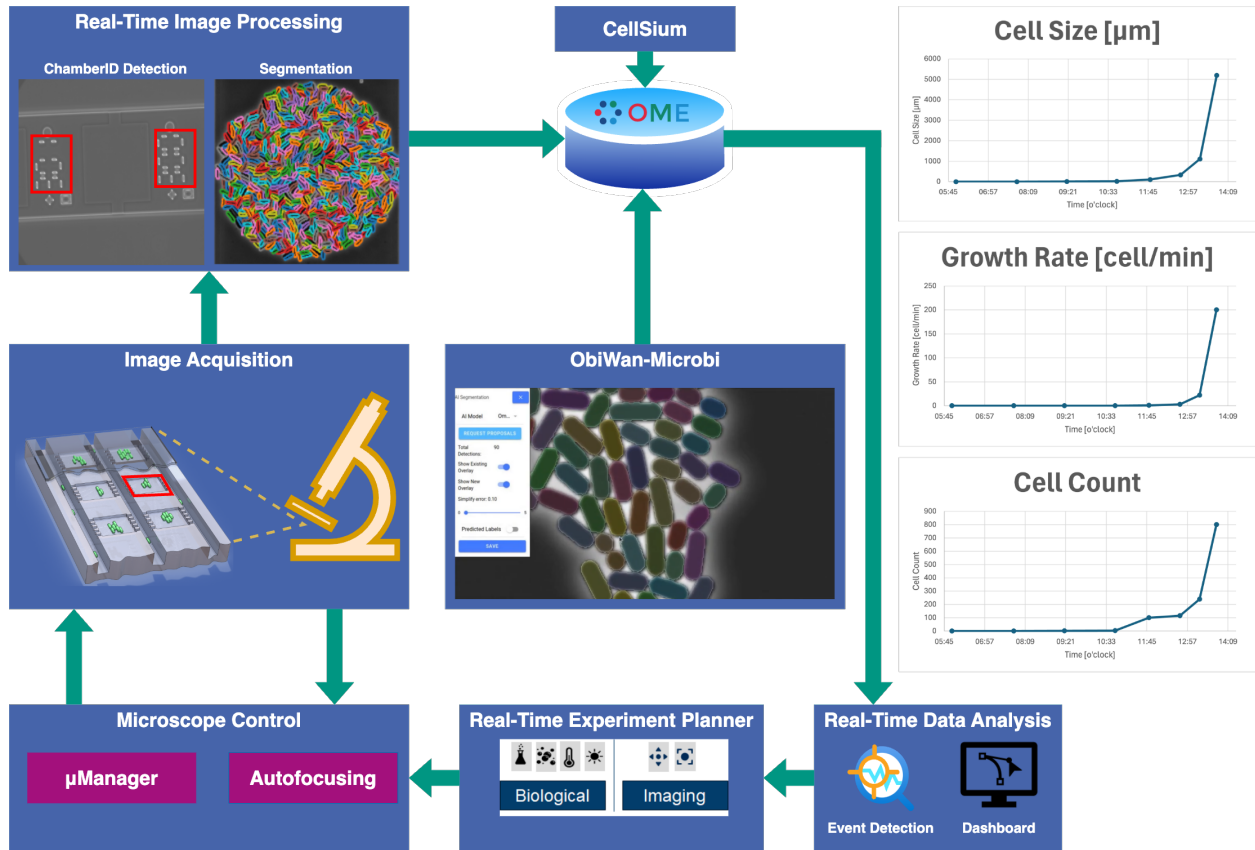 Real-Time Image Processing
ChamberID Detection
Segmentation
CellSium
OME
Image Acquisition
ObiWan-Microbi
AI Segmentation
×
AI Model
Om...
REQUEST PROPOSALS
Total
Detections:
90
Show Existing
Overlay
Show New
Overlay
Simplify-error: 0.10
0
5
Predicted Labels
SAVE
Microscope Control
µManager
Autofocusing
Real-Time Experiment Planner
Biological
Imaging
Real-Time Data Analysis
Event Detection
Dashboard
Cell Size [µm]
Cell Size [µm]
6000
5000
4000
3000
2000
1000
0
05:45 06:57 08:09 09:21 10:33 11:45 12:57 14:09
Time [o'clock]
Growth Rate [cell/min]
Growth Rate [cell/min]
250
200
150
100
50
0
05:45 06:57 08:09 09:21 10:33 11:45 12:57 14:09
Time [o'clock]
Cell Count
Cell Count
900
800
700
600
500
400
300
200
100
0
05:45 06:57 08:09 09:21 10:33 11:45 12:57 14:09
Time [o'clock]